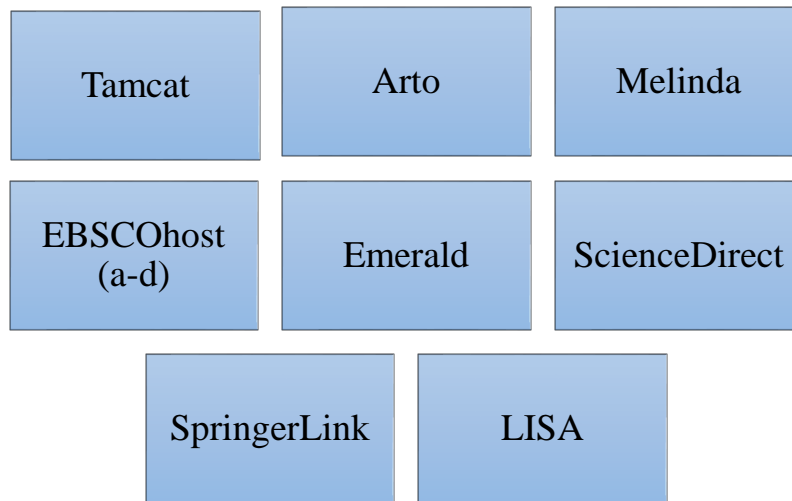 Tamcat
Arto
Melinda
EBSCOhost
(a-d)
Emerald
ScienceDirect
SpringerLink
LISA